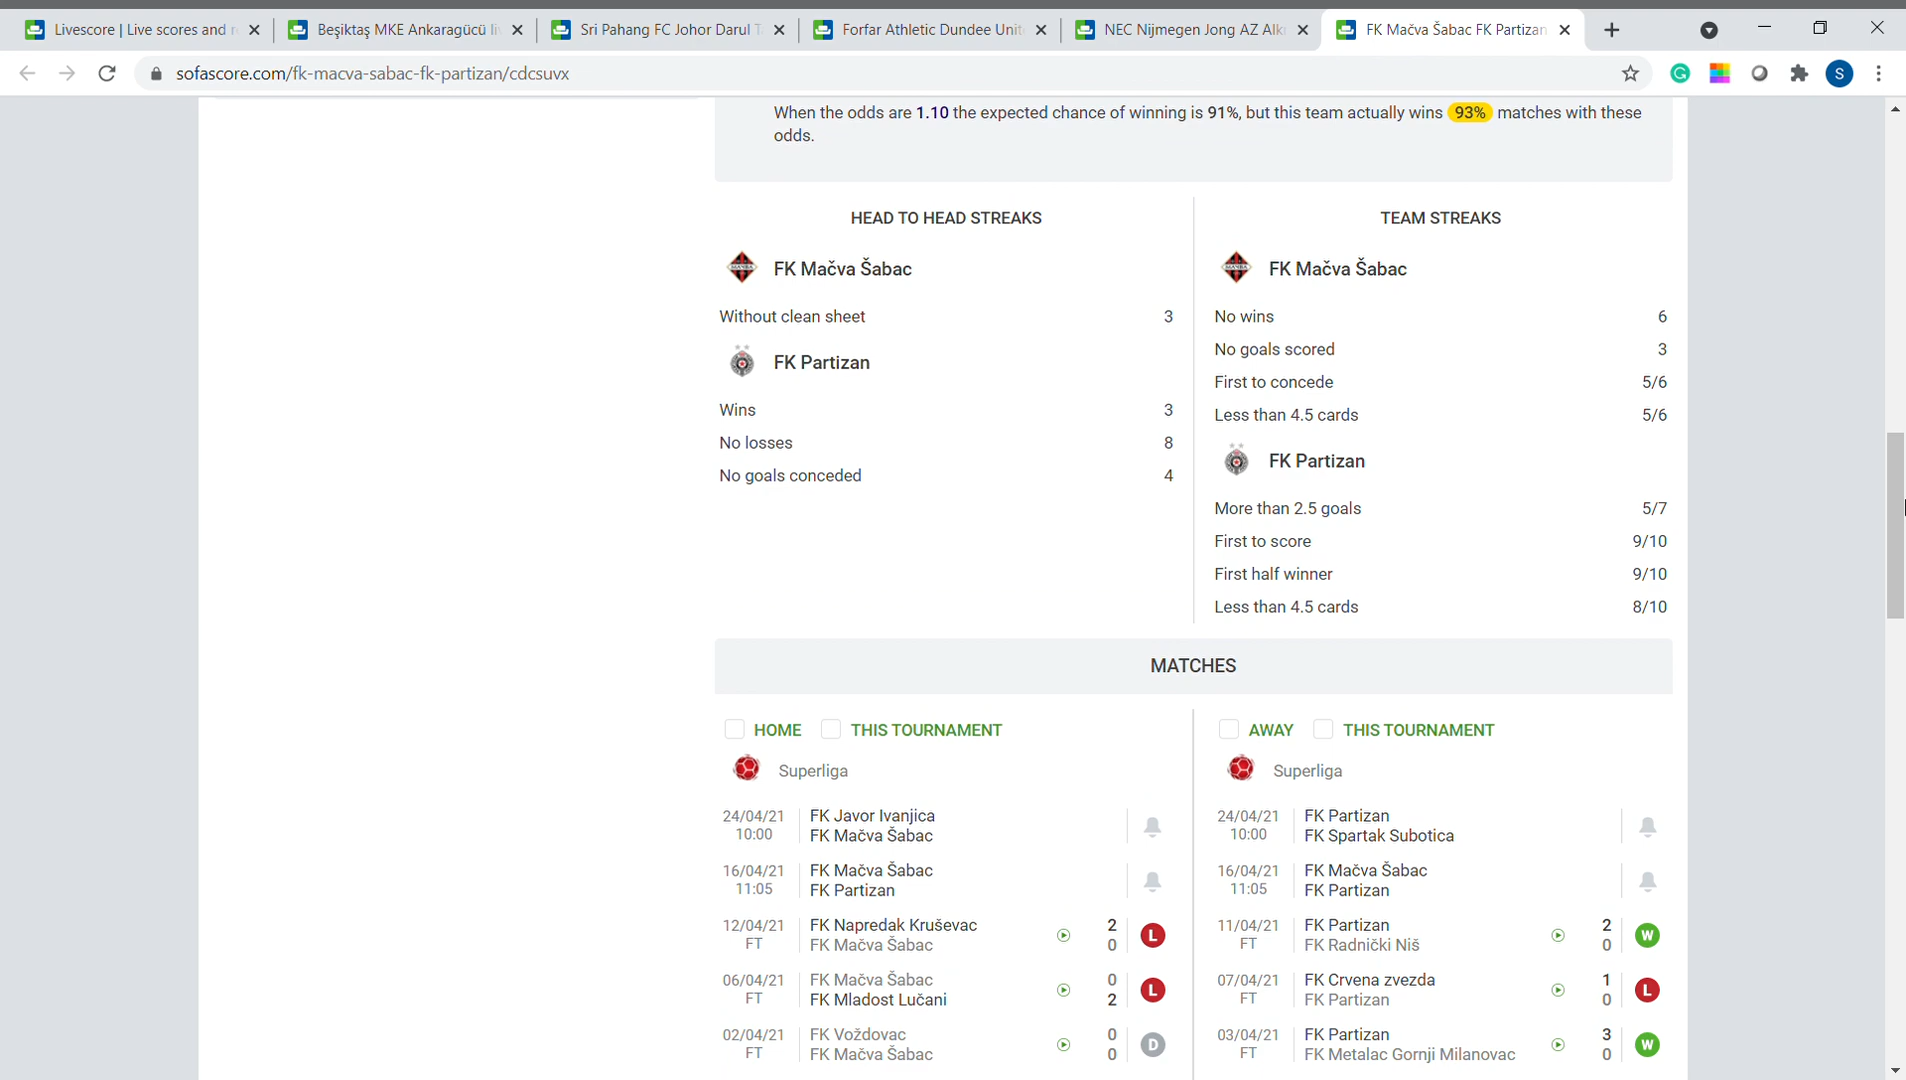 Livescore | Live scores and
Beşiktaş MKE Ankaragücü
Sri Pahang FC Johor Darul
Forfar Athletic Dundee Unit
NEC Nijmegen Jong AZ Alk
FK Mačva Šabac FK Partizan
sofascore.com/fk-macva-sabac-fk-partizan/cdcsuvx
S
When the odds are 1.10 the expected chance of winning is 91%, but this team actually wins 93% matches with these
odds.
HEAD TO HEAD STREAKS
FK Mačva Šabac
Without clean sheet 3
FK Partizan
Wins 3
No losses 8
No goals conceded 4
TEAM STREAKS
FK Mačva Šabac
No wins 6
No goals scored 3
First to concede 5/6
Less than 4.5 cards 5/6
FK Partizan
More than 2.5 goals 5/7
First to score 9/10
First half winner 9/10
Less than 4.5 cards 8/10
MATCHES
HOME THIS TOURNAMENT
Superliga
24/04/21 FK Javor Ivanjica
10:00 FK Mačva Šabac
16/04/21 FK Mačva Šabac
11:05 FK Partizan
12/04/21 FK Napredak Kruševac 2 L
FT FK Mačva Šabac 0
06/04/21 FK Mačva Šabac 0 L
FT FK Mladost Lučani 2
02/04/21 FK Voždovac 0 D
FT FK Mačva Šabac 0
AWAY THIS TOURNAMENT
Superliga
24/04/21 FK Partizan
10:00 FK Spartak Subotica
16/04/21 FK Mačva Šabac
11:05 FK Partizan
11/04/21 FK Partizan 2 W
FT FK Radnički Niš 0
07/04/21 FK Crvena zvezda 1 L
FT FK Partizan 0
03/04/21 FK Partizan 3 W
FT FK Metalac Gornji Milanovac 0